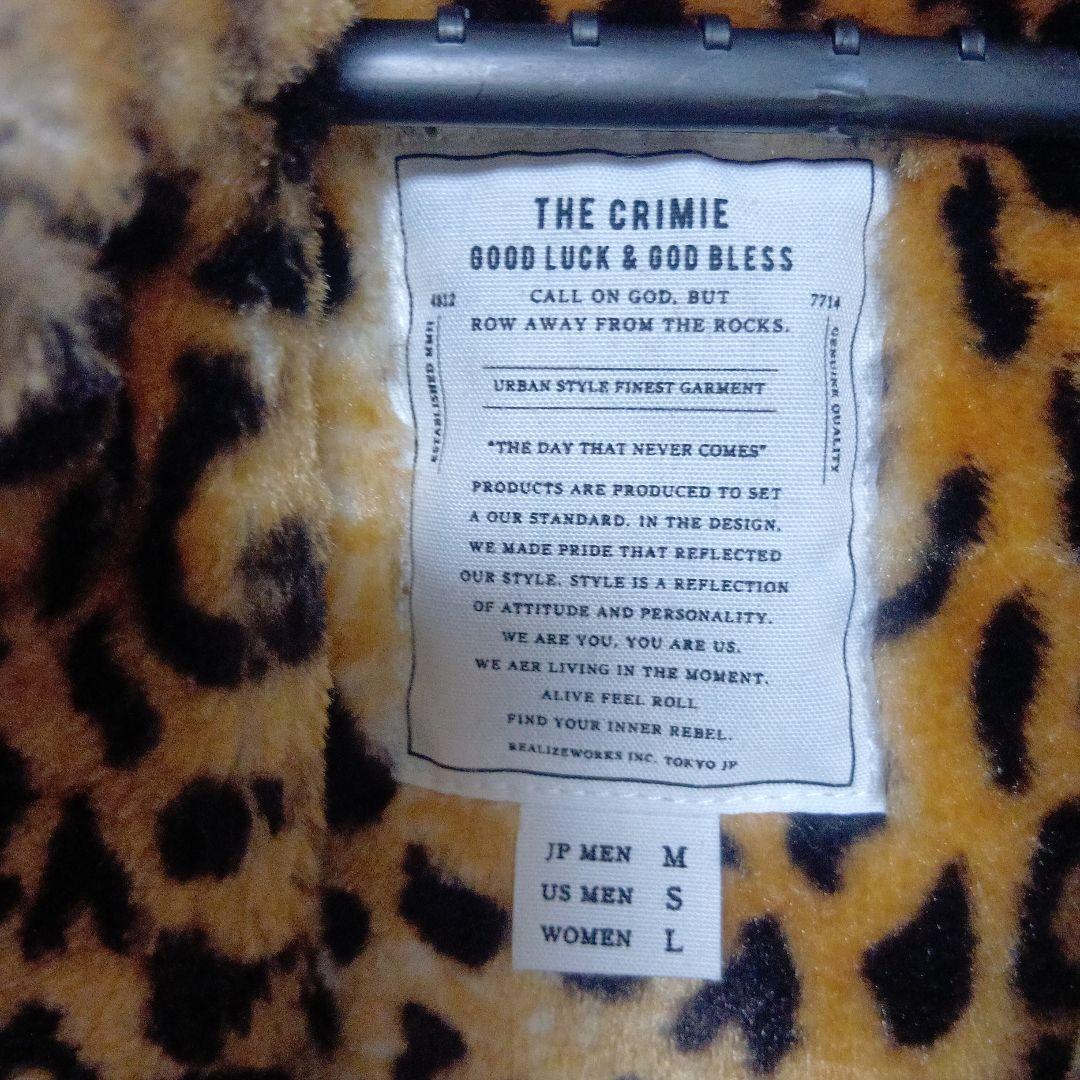 THE CRIMIE
GOOD LUCK & GOD BLESS
4812
CALL ON GOD, BUT
7714
ROW AWAY FROM THE ROCKS.
ESTABLISHED MMII
GENUINE QUALITY
URBAN STYLE FINEST GARMENT
"THE DAY THAT NEVER COMES"
PRODUCTS ARE PRODUCED TO SET
A OUR STANDARD. IN THE DESIGN,
WE MADE PRIDE THAT REFLECTED
OUR STYLE. STYLE IS A REFLECTION
OF ATTITUDE AND PERSONALITY.
WE ARE YOU, YOU ARE US.
WE AER LIVING IN THE MOMENT.
ALIVE FEEL ROLL
FIND YOUR INNER REBEL.
REALIZEWORKS INC. TOKYO JP
JP MEN M
US MEN S
WOMEN L